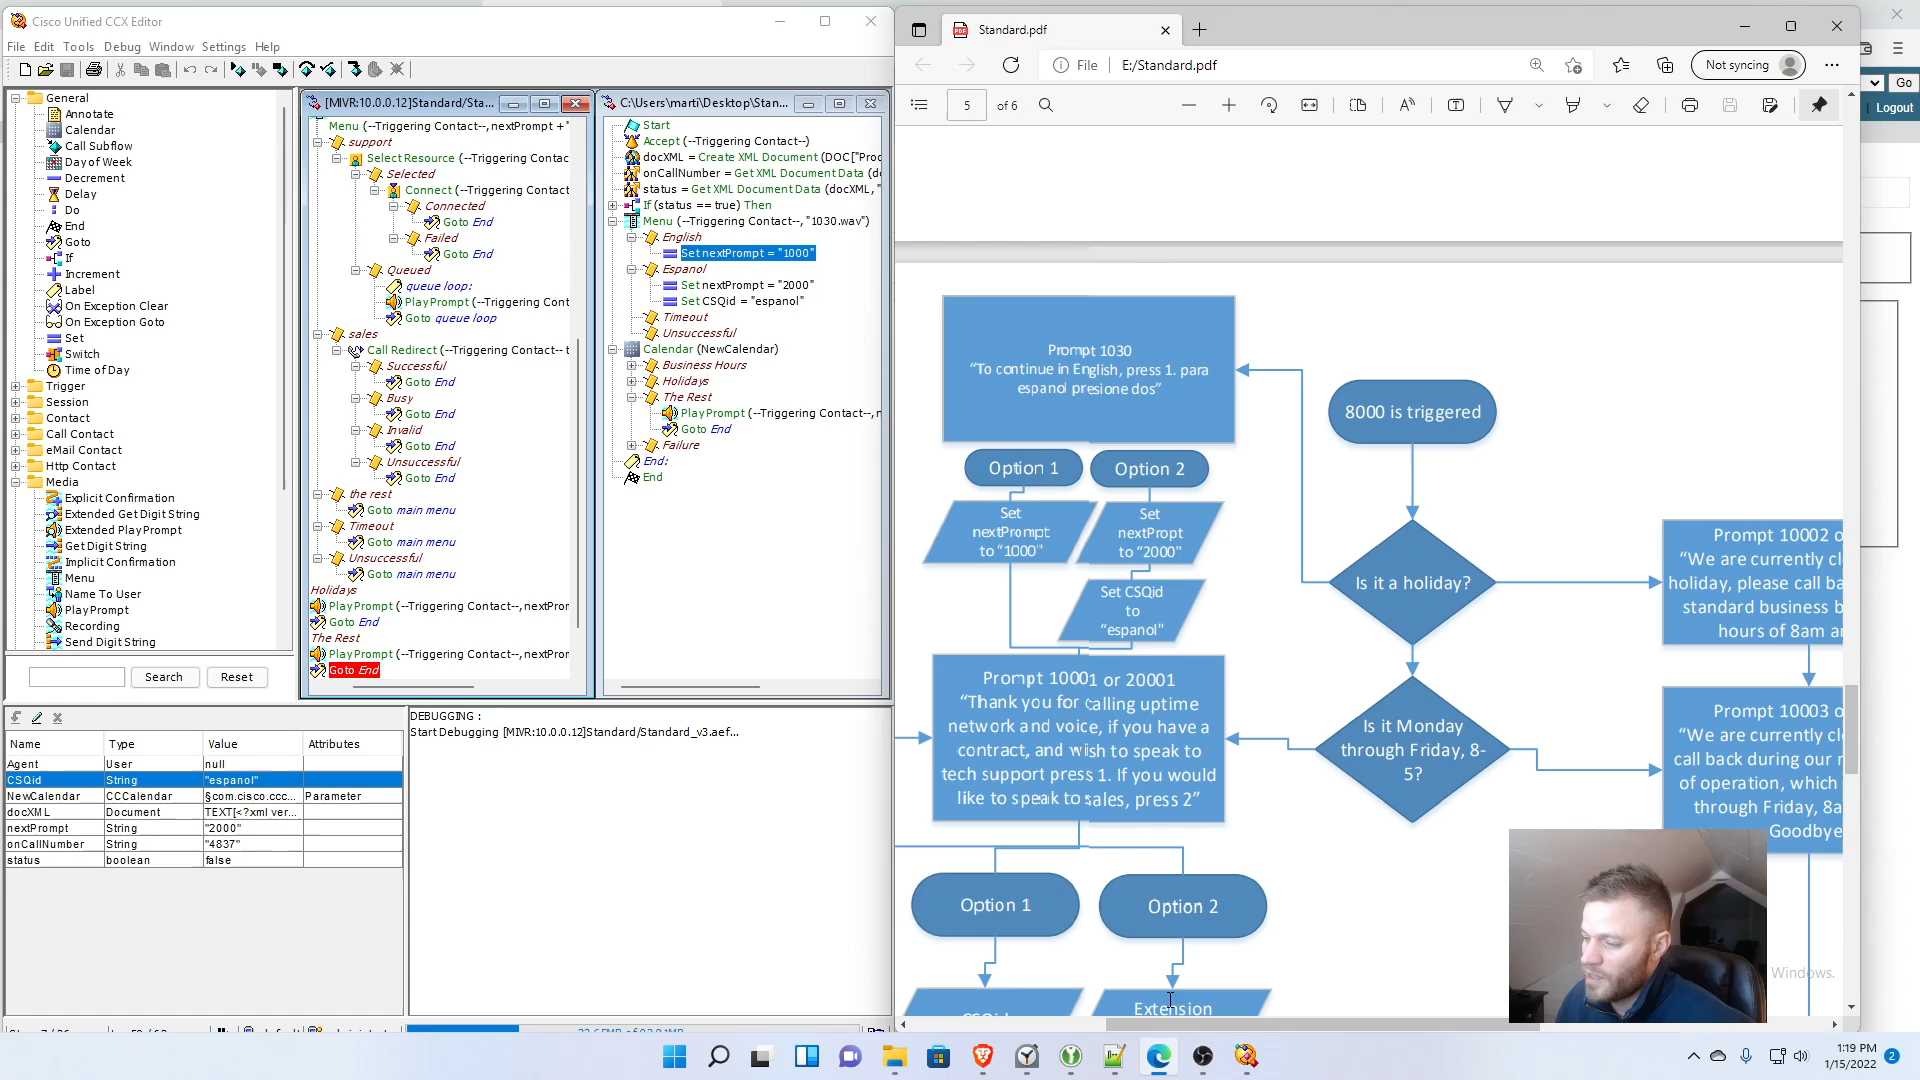 Cisco Unified CCX Editor
File Edit Tools Debug Window Settings Help
General
Annotate
Calendar
Call Subflow
Day of Week
Decrement
Delay
Do
End
Goto
If
Increment
Label
On Exception Clear
On Exception Goto
Set
Switch
Time of Day
Trigger
Session
Contact
Call Contact
eMail Contact
Http Contact
Media
Explicit Confirmation
Extended Get Digit String
Extended Play Prompt
Get Digit String
Implicit Confirmation
Menu
Name To User
Play Prompt
Recording
Send Digit String
Search
Reset
[MIVR:10.0.0.12]Standard/Sta...
Menu (--Triggering Contact--, nextPrompt + "
support
Select Resource (--Triggering Contac
Selected
Connect (--Triggering Contact
Connected
Goto End
Failed
Goto End
Queued
queue loop:
Play Prompt (--Triggering Cont
Goto queue loop
sales
Call Redirect (--Triggering Contact-- t
Successful
Goto End
Busy
Goto End
Invalid
Goto End
Unsuccessful
Goto End
the rest
Goto main menu
Timeout
Goto main menu
Unsuccessful
Goto main menu
Holidays
Play Prompt (--Triggering Contact--, nextPror
Goto End
The Rest
Play Prompt (--Triggering Contact--, nextPror
Goto End
C:\Users\marti\Desktop\Stan...
Start
Accept (--Triggering Contact--)
docXML = Create XML Document (DOC["Proc
onCallNumber = Get XML Document Data (do
status = Get XML Document Data (docXML, "
If (status == true) Then
Menu (--Triggering Contact--, "1030.wav")
English
Set nextPrompt = "1000"
Espanol
Set nextPrompt = "2000"
Set CSQid = "espanol"
Timeout
Unsuccessful
Calendar (NewCalendar)
Business Hours
Holidays
The Rest
Play Prompt (--Triggering Contact--, n
Goto End
Failure
End:
End
Name Type Value Attributes
Agent User null
CSQid String "espanol"
NewCalendar CCCalendar §com.cisco.ccc... Parameter
docXML Document TEXT[<?xml ver...
nextPrompt String "2000"
onCallNumber String "4837"
status boolean false
DEBUGGING :
Start Debugging [MIVR:10.0.0.12]Standard/Standard_v3.aef...
Standard.pdf
File E:/Standard.pdf
Not syncing
5 of 6
Go
Logout
Prompt 1030
“To continue in English, press 1. para
espanol presione dos”
Option 1
Option 2
Set
nextPrompt
to “1000”
Set
nextPropt
to “2000”
Set CSQid
to
“espanol”
8000 is triggered
Is it a holiday?
Prompt 10002 o
“We are currently cl
holiday, please call ba
standard business b
hours of 8am ar
Prompt 10001 or 20001
“Thank you for calling uptime
network and voice, if you have a
contract, and wish to speak to
tech support press 1. If you would
like to speak to sales, press 2”
Is it Monday
through Friday, 8-
5?
Prompt 10003 o
“We are currently cl
call back during our r
of operation, which
through Friday, 8a
Goodbye
Option 1
Option 2
Extension
Windows.
1:19 PM
1/15/2022
2